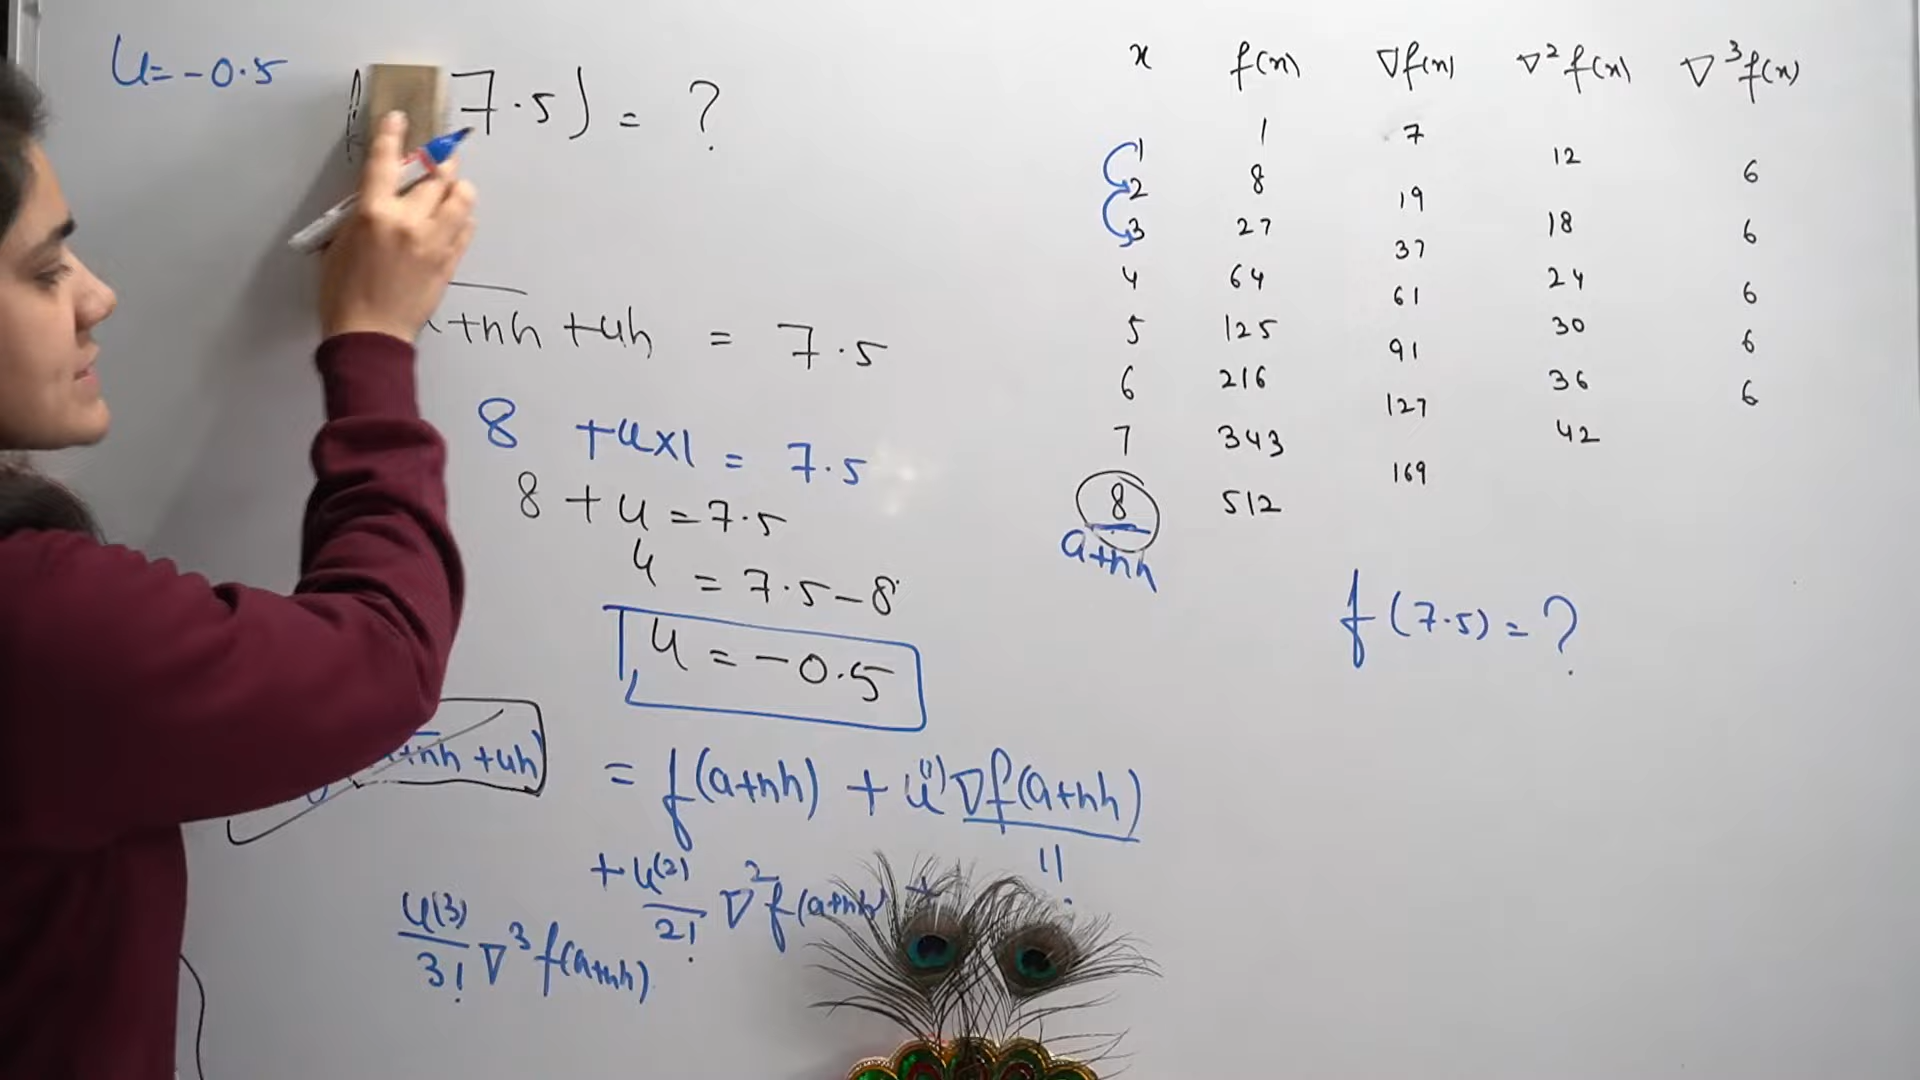 u=-0.5
7.5) = ?
+nh +uh = 7.5
8 +u×1 = 7.5
8 + u = 7.5
u = 7.5-8
u = -0.5
+nh +uh) = f(a+nh) + u⁽¹⁾ ∇f(a+nh)
1!
+ u⁽²⁾ ∇²f(a+nh) +
2!
u⁽³⁾ ∇³f(a+nh)
3!
x f(x) ∇f(x) ∇²f(x) ∇³f(x)
1 1
7
12
2 8 6
19
3 27 18 6
37
4 64 24
61 6
5 125 30
91 6
6 216 36
127 6
7 343 42
169
8 512
a+nh
f(7.5) = ?